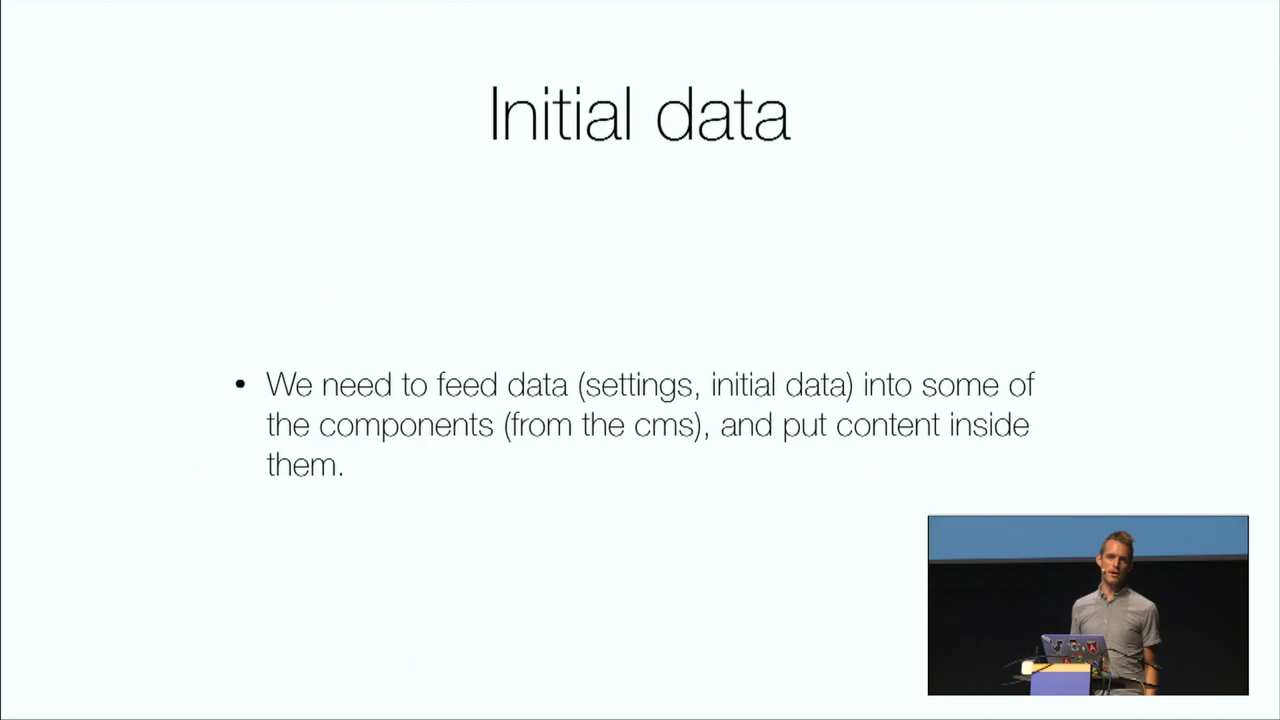 Initial data
• We need to feed data (settings, initial data) into some of
the components (from the cms), and put content inside
them.